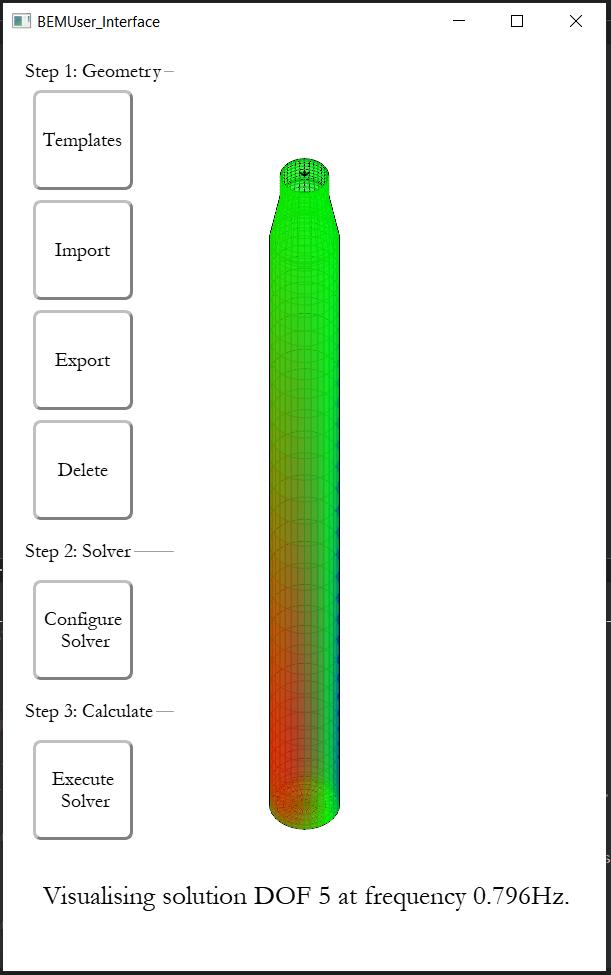 BEMUser_Interface
Step 1: Geometry
Templates
Import
Export
Delete
Step 2: Solver
Configure
Solver
Step 3: Calculate
Execute
Solver
Visualising solution DOF 5 at frequency 0.796Hz.